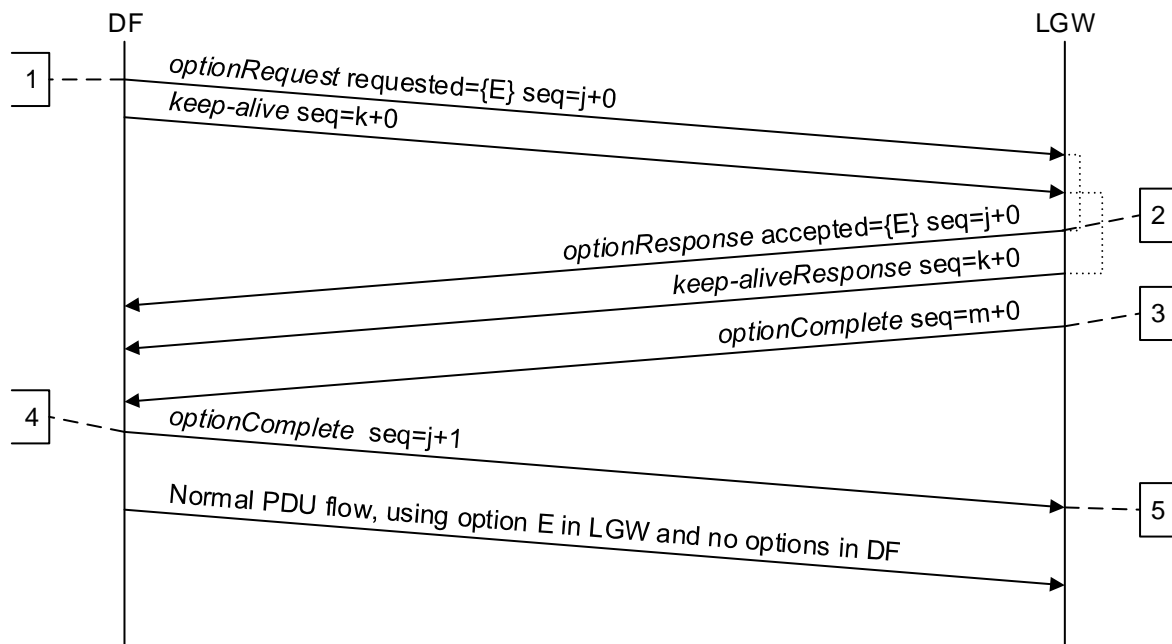 DF
LGW
1
optionRequest requested={E} seq=j+0
keep-alive seq=k+0
2
optionResponse accepted={E} seq=j+0
keep-aliveResponse seq=k+0
3
optionComplete seq=m+0
4
optionComplete seq=j+1
5
Normal PDU flow, using option E in LGW and no options in DF